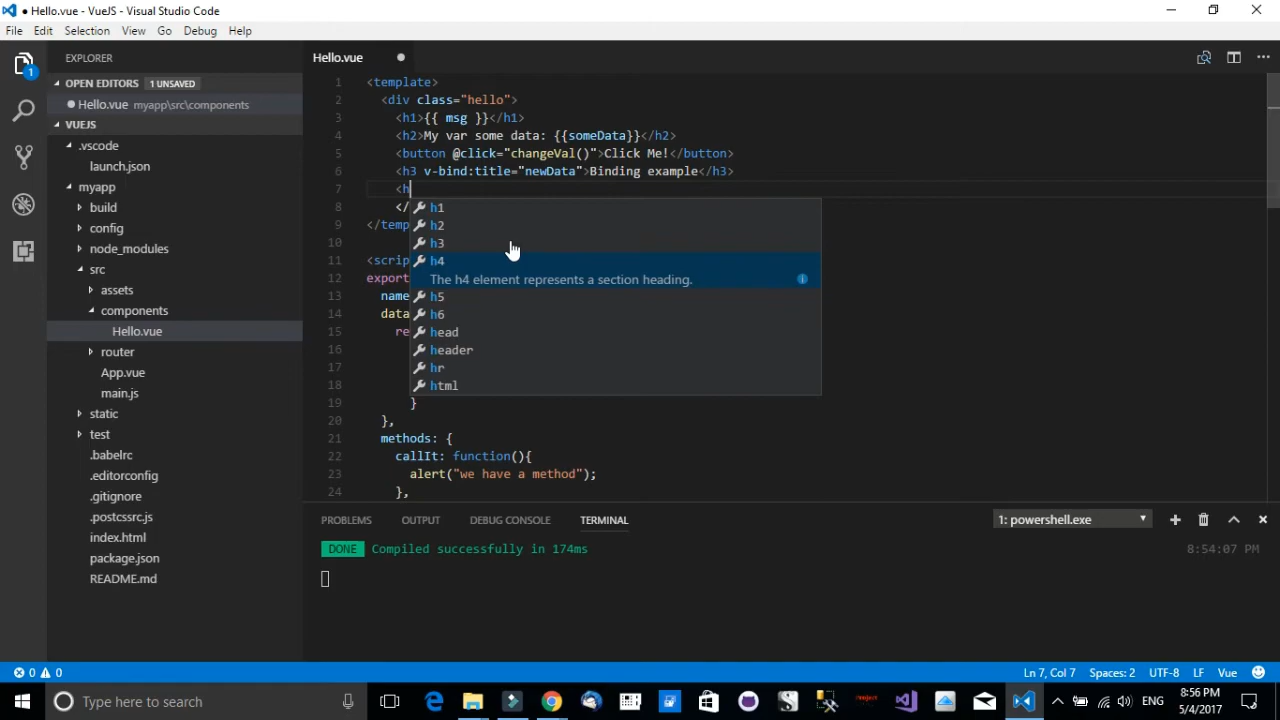 Hello.vue - VueJS - Visual Studio Code
File Edit Selection View Go Debug Help
EXPLORER
OPEN EDITORS 1 UNSAVED
Hello.vue myapp\src\components
VUEJS
.vscode
launch.json
myapp
build
config
node_modules
src
assets
components
Hello.vue
router
App.vue
main.js
static
test
.babelrc
.editorconfig
.gitignore
.postcssrc.js
index.html
package.json
README.md
1
Hello.vue
1 <template>
2 <div class="hello">
3 <h1>{{ msg }}</h1>
4 <h2>My var some data: {{someData}}</h2>
5 <button @click="changeVal()">Click Me!</button>
6 <h3 v-bind:title="newData">Binding example</h3>
7 <h
8 </
9 </temp
10
11 <scrip
12 export
13 name
14 data
15 re
16
17
18
19 }
20 },
21 methods: {
22 callIt: function(){
23 alert("we have a method");
24 },
h1
h2
h3
h4
The h4 element represents a section heading.
h5
h6
head
header
hr
html
PROBLEMS OUTPUT DEBUG CONSOLE TERMINAL 1: powershell.exe
DONE Compiled successfully in 174ms 8:54:07 PM
0 0 Ln 7, Col 7 Spaces: 2 UTF-8 LF Vue
Type here to search
ENG
8:56 PM
5/4/2017